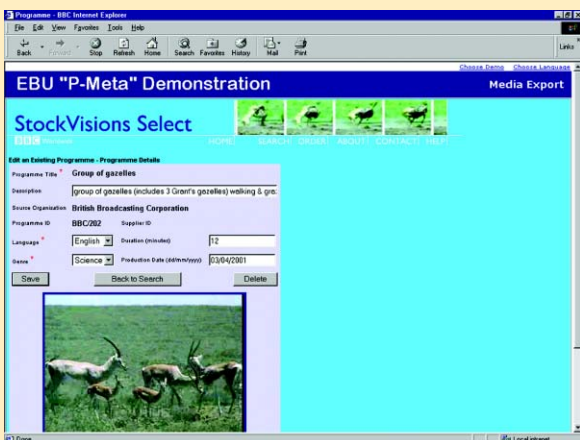 Programme - BBC Internet Explorer
File Edit View Favorites Tools Help
Back Forward Stop Refresh Home Search Favorites History Mail Print
Links
Choose Demo Choose Language
EBU "P-Meta" Demonstration
Media Export
StockVisions Select
BBC
HOME| SEARCH| ORDER| ABOUT| CONTACT| HELP|
Edit an Existing Programme - Programme Details
Programme Title * Group of gazelles
Description group of gazelles (includes 3 Grant's gazelles) walking & gra
Source Organisation British Broadcasting Corporation
Programme ID BBC/202 Supplier ID
Language * English Duration (minutes) 12
Genre * Science Production Date (dd/mm/yyyy) 03/04/2001
Save Back to Search Delete
Done Local intranet